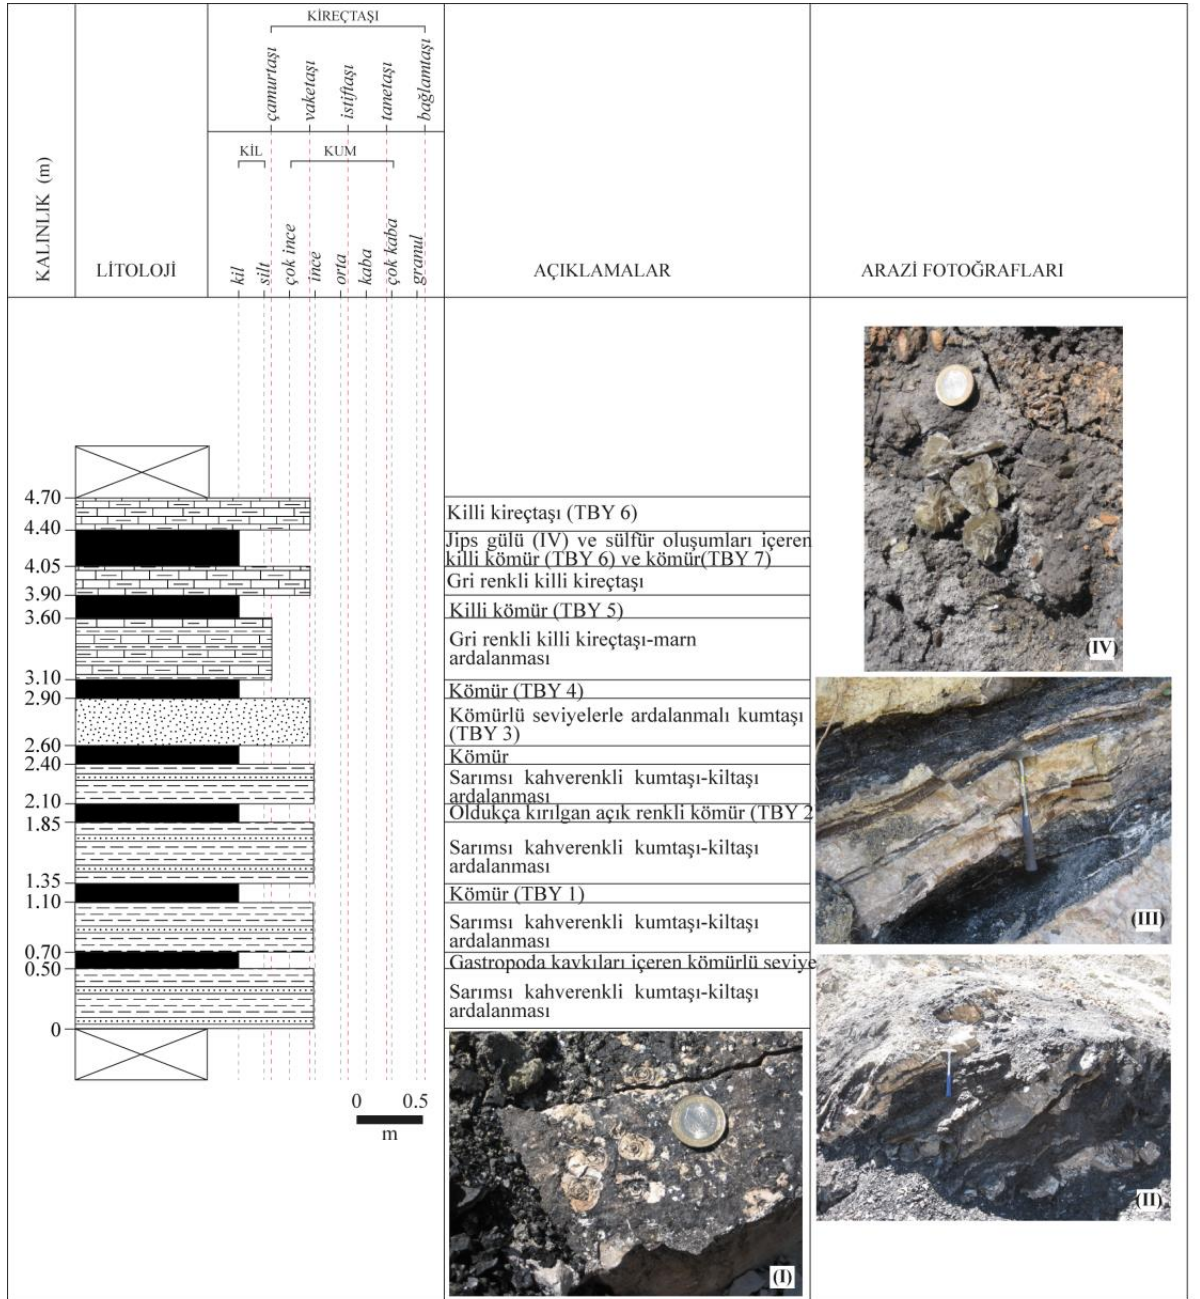 KİREÇTAŞI
çamurtaşı
vaketaşı
istiftaşı
tanetaşı
bağlamtaşı
KİL
KUM
KALINLIK (m)
LİTOLOJİ
kil
silt
çok ince
ince
orta
kaba
çok kaba
granul
AÇIKLAMALAR
ARAZİ FOTOĞRAFLARI
4.70
Killi kireçtaşı (TBY 6)
4.40
Jips gülü (IV) ve sülfür oluşumları içeren
killi kömür (TBY 6) ve kömür(TBY 7)
4.05
Gri renkli killi kireçtaşı
3.90
Killi kömür (TBY 5)
3.60
Gri renkli killi kireçtaşı-marn
ardalanması
3.10
Kömür (TBY 4)
2.90
Kömürlü seviyelerle ardalanmalı kumtaşı
(TBY 3)
2.60
Kömür
2.40
Sarımsı kahverenkli kumtaşı-kiltaşı
ardalanması
2.10
Oldukça kırılgan açık renkli kömür (TBY 2
1.85
Sarımsı kahverenkli kumtaşı-kiltaşı
ardalanması
1.35
Kömür (TBY 1)
1.10
Sarımsı kahverenkli kumtaşı-kiltaşı
ardalanması
0.70
Gastropoda kavkıları içeren kömürlü seviye
0.50
Sarımsı kahverenkli kumtaşı-kiltaşı
ardalanması
0
0 0.5
m
(I)
(IV)
(III)
(II)